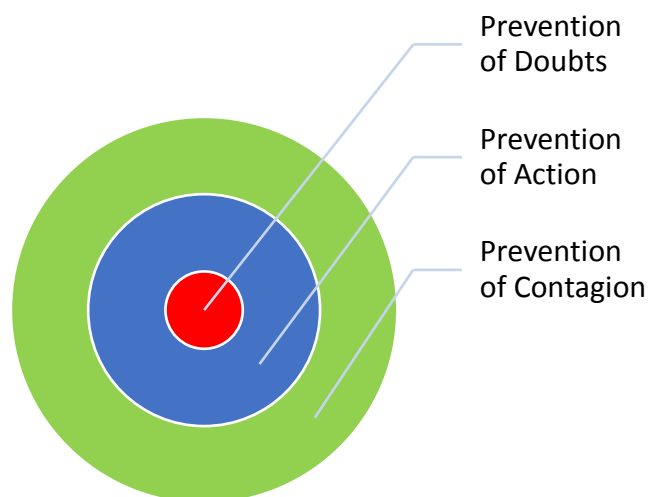 Prevention
of Doubts
Prevention
of Action
Prevention
of Contagion